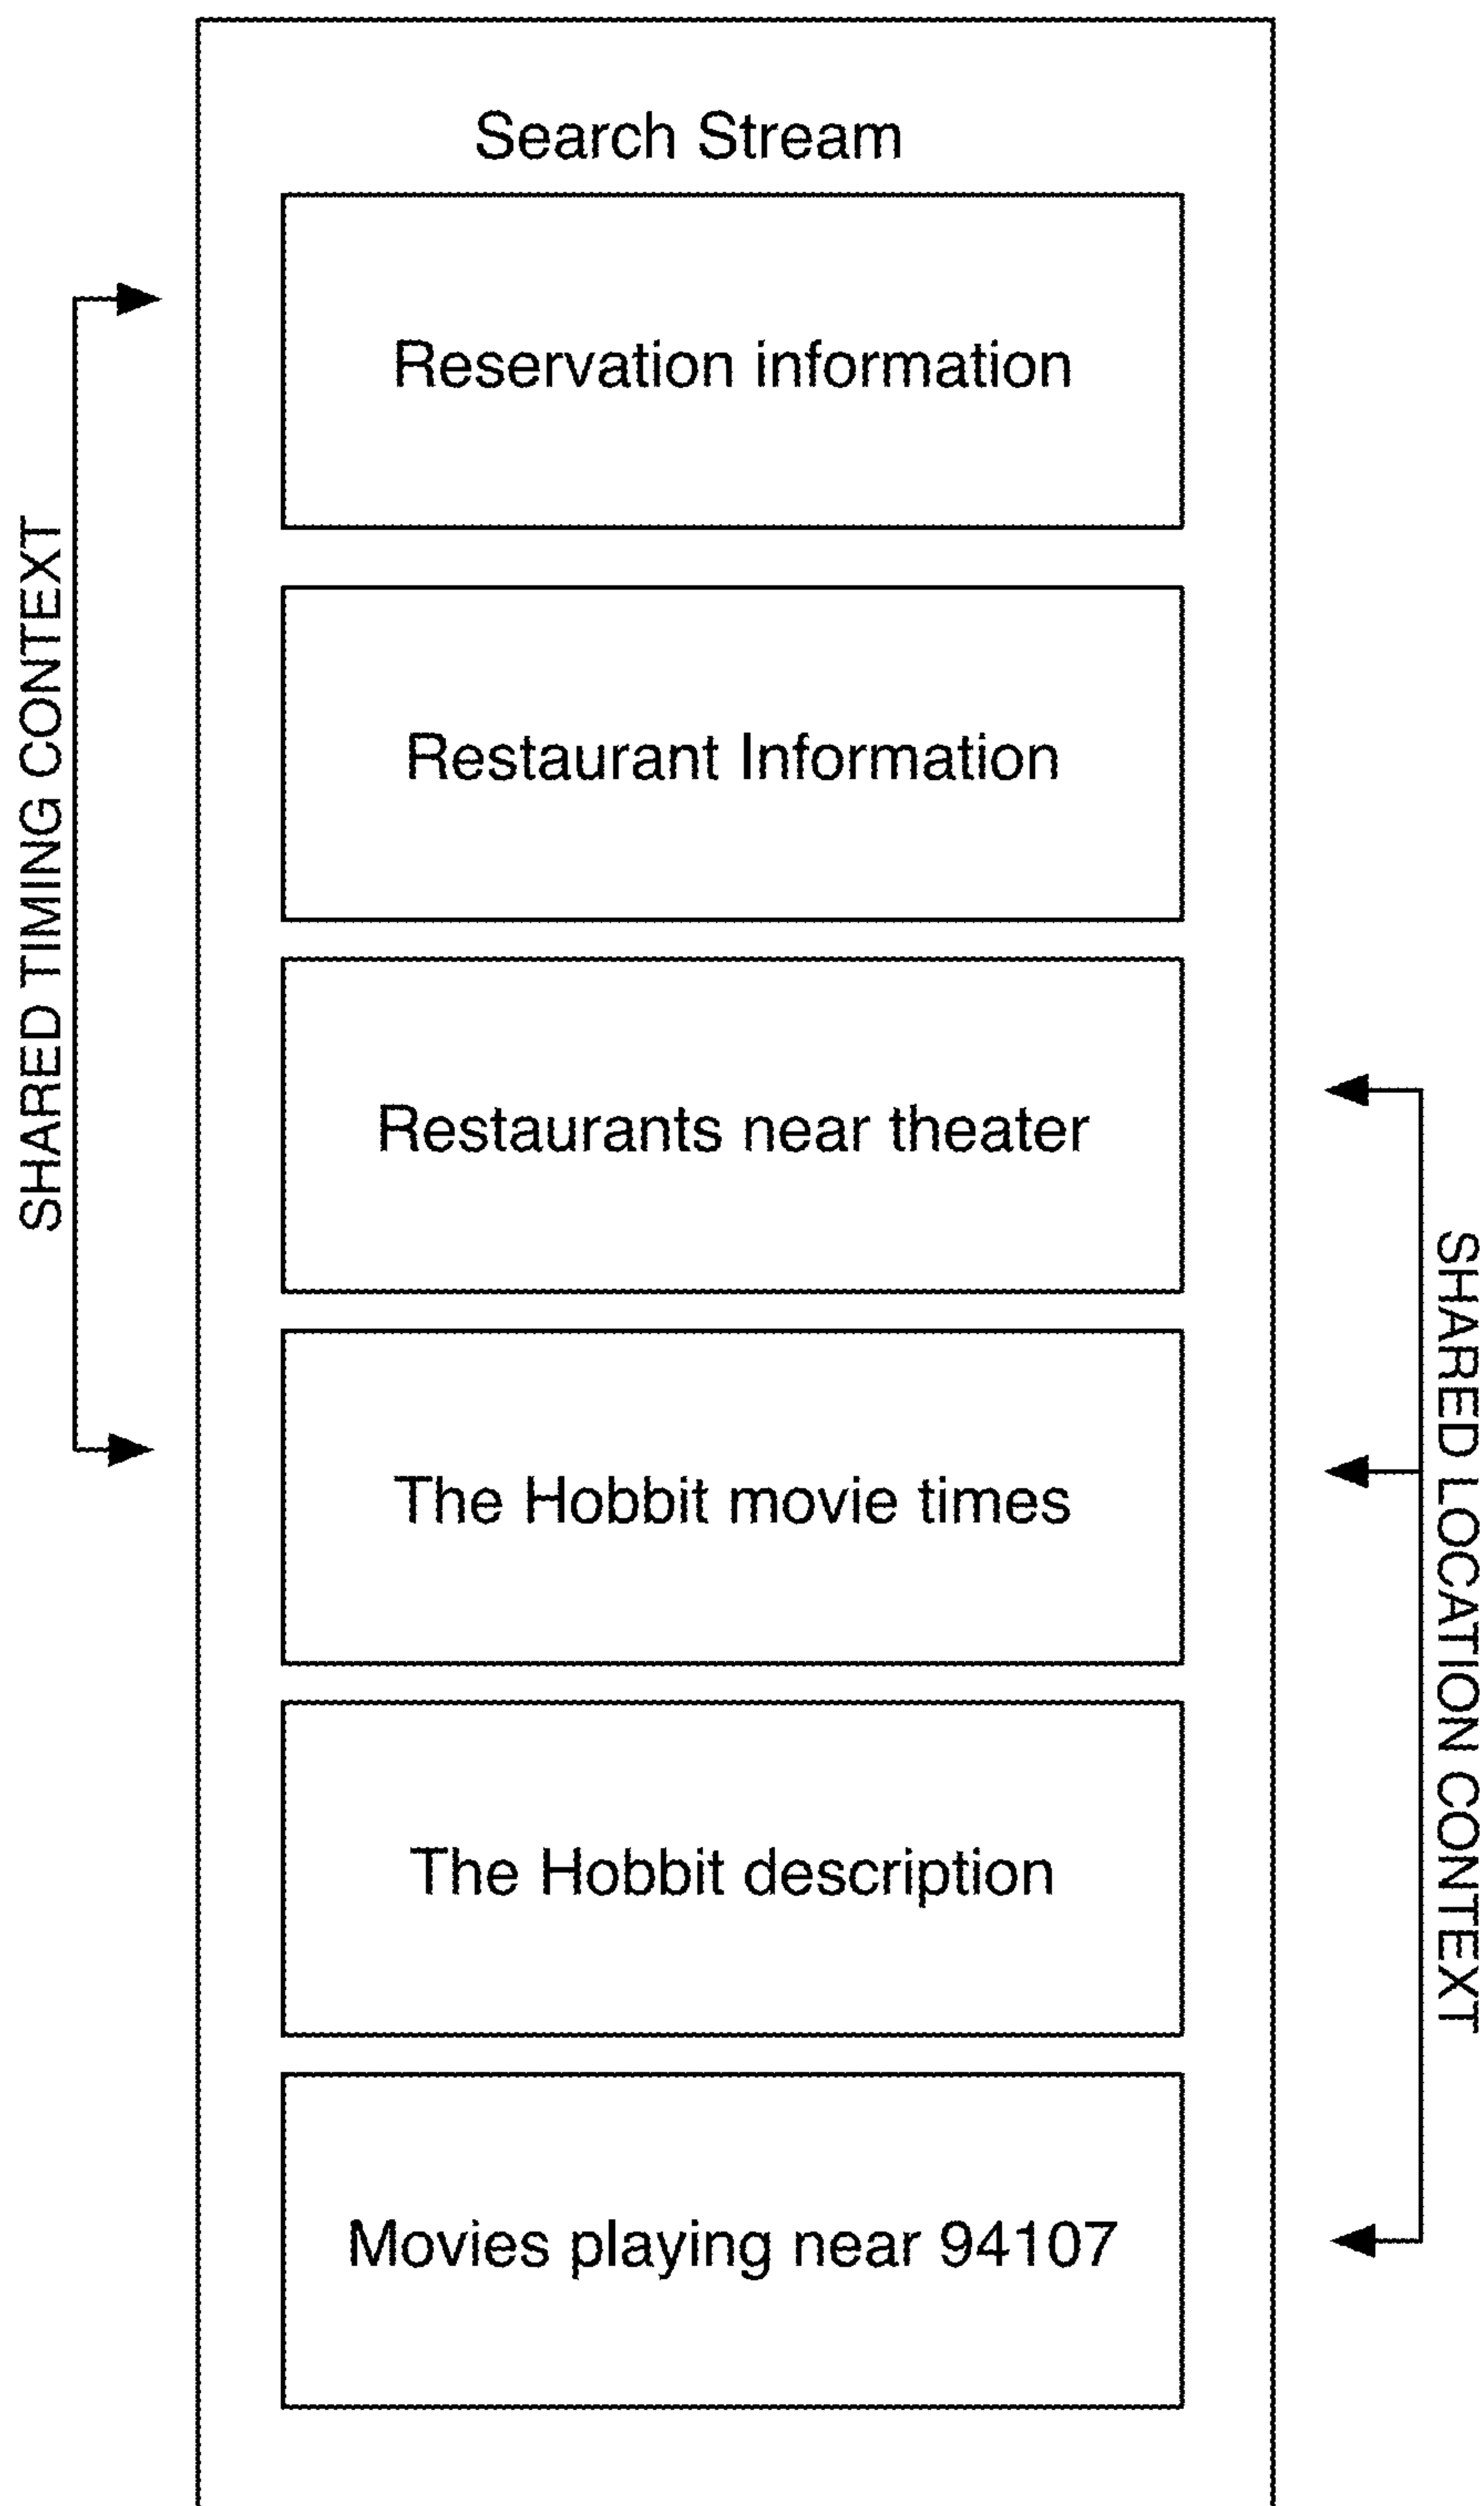 Search Stream
Reservation information
SHARED TIMING CONTEXT
Restaurant Information
Restaurants near theater
The Hobbit movie times
SHARED LOCATION CONTEXT
The Hobbit description
Movies playing near 94107